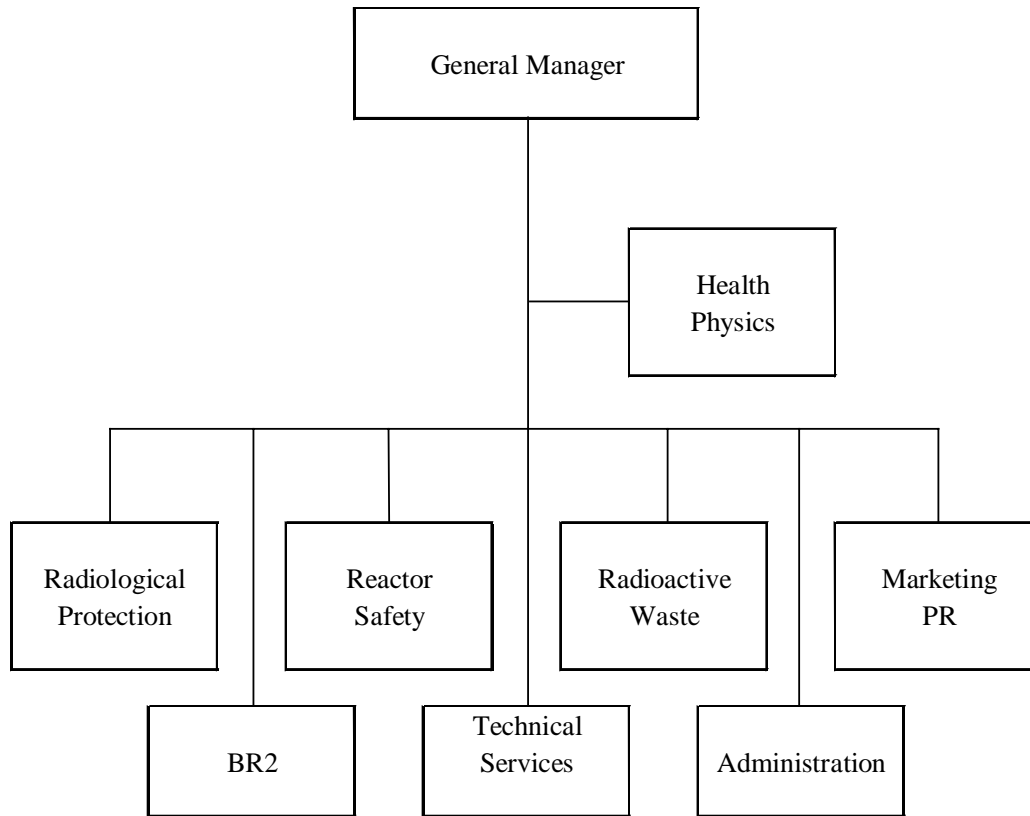 General Manager
Health
Physics
Radiological
Protection
Reactor
Safety
Radioactive
Waste
Marketing
PR
BR2
Technical
Services
Administration